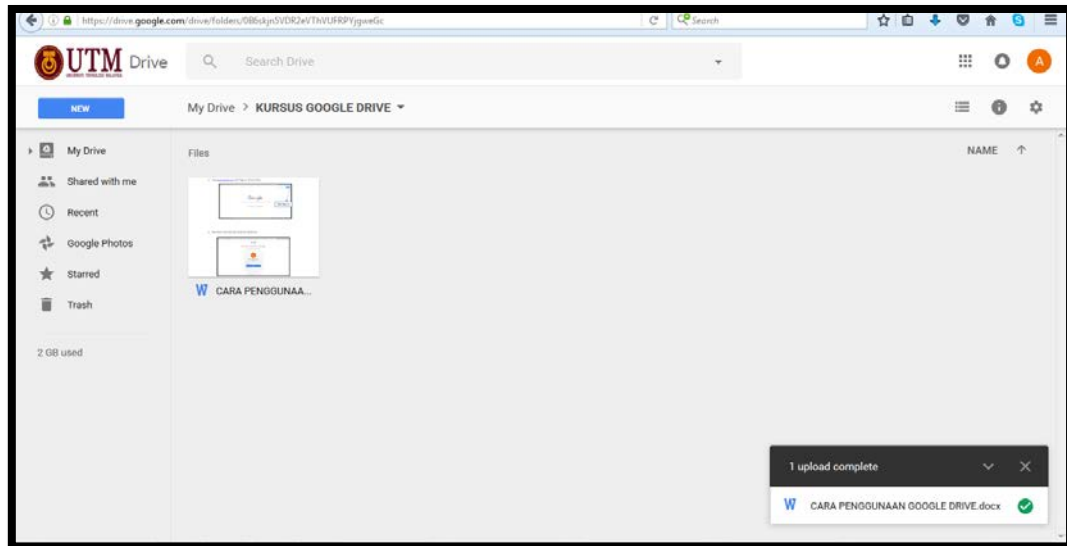 https://drive.google.com/drive/folders/0B6skjnSVDR2eVThVUFRPYjgweGc
Search
UTM Drive
Search Drive
A
NEW
My Drive > KURSUS GOOGLE DRIVE
My Drive
Shared with me
Recent
Google Photos
Starred
Trash
2 GB used
Files
NAME
W CARA PENGGUNAA...
1 upload complete
W CARA PENGGUNAAN GOOGLE DRIVE.docx